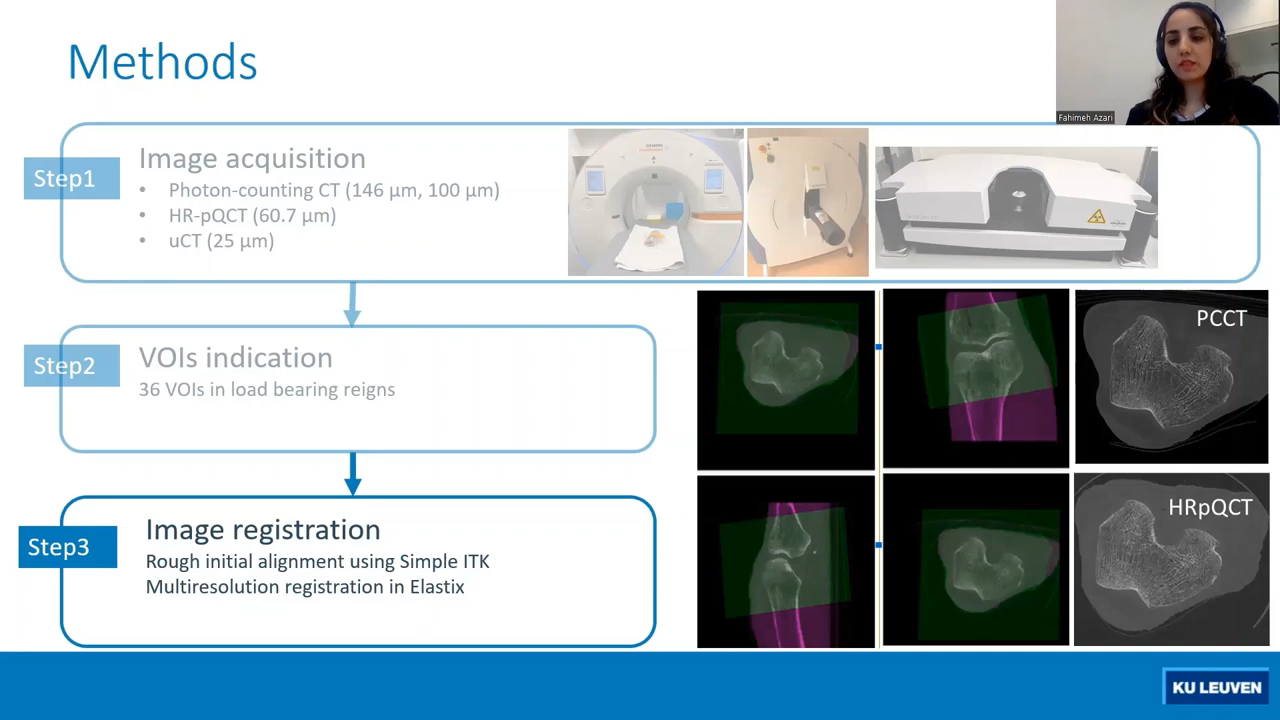 Methods
Fahimeh Azari
Step1
Image acquisition
• Photon-counting CT (146 μm, 100 μm)
• HR-pQCT (60.7 μm)
• uCT (25 μm)
Step2
VOIs indication
36 VOIs in load bearing reigns
PCCT
Step3
Image registration
Rough initial alignment using Simple ITK
Multiresolution registration in Elastix
HRpQCT
KU LEUVEN